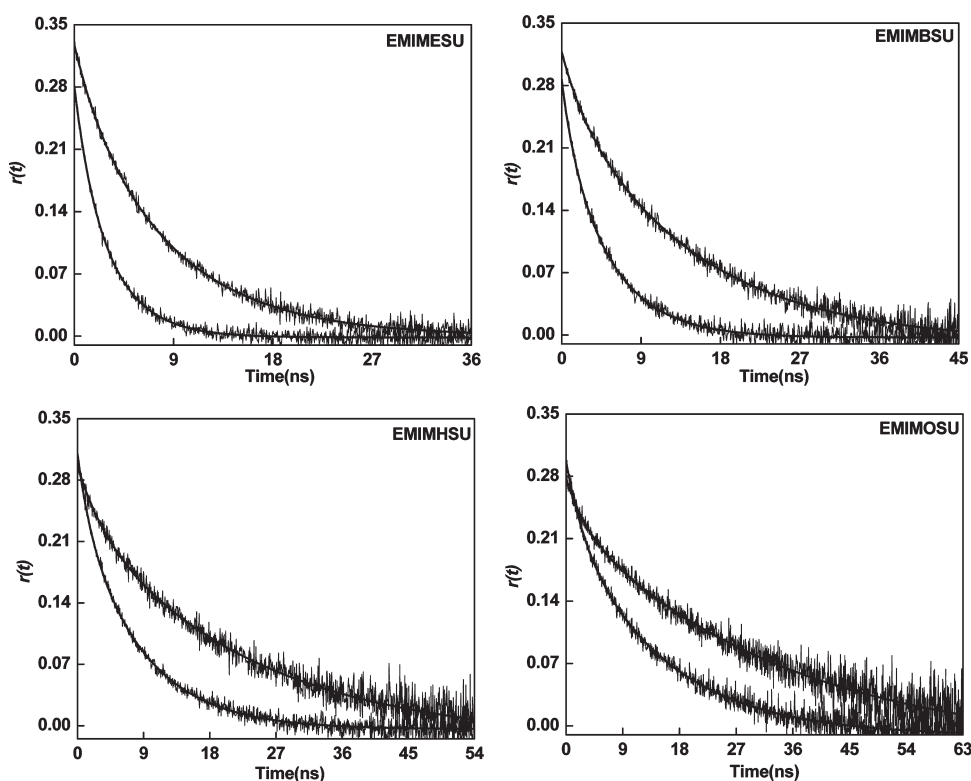 EMIMESU
0.35
0.28
0.21
0.14
0.07
0.00
r(t)
0 9 18 27 36
Time(ns)
EMIMBSU
0.35
0.28
0.21
0.14
0.07
0.00
r(t)
0 9 18 27 36 45
Time(ns)
EMIMHSU
0.35
0.28
0.21
0.14
0.07
0.00
r(t)
0 9 18 27 36 45 54
Time(ns)
EMIMOSU
0.35
0.28
0.21
0.14
0.07
0.00
r(t)
0 9 18 27 36 45 54 63
Time(ns)